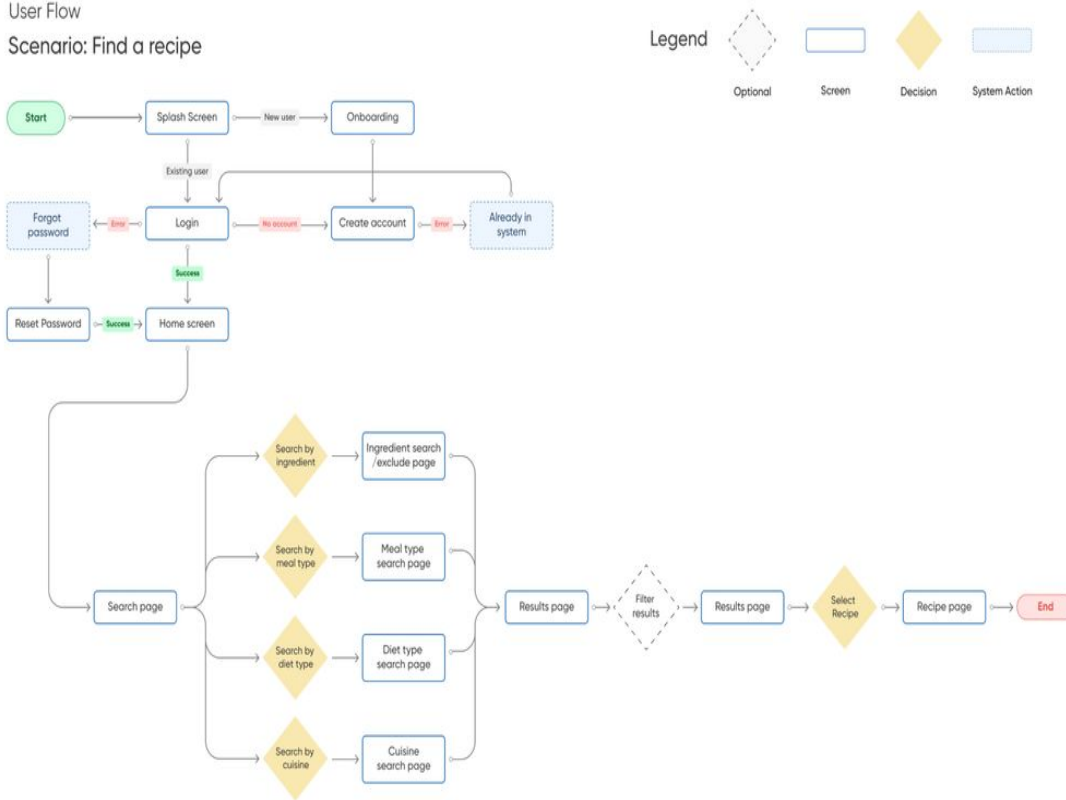 User Flow
Scenario: Find a recipe
Legend
Optional
Screen
Decision
System Action
Start
Splash Screen
New user
Onboarding
Existing user
Forgot
password
Error
Login
No account
Create account
Error
Already in
system
Success
Reset Password
Success
Home screen
Search by
ingredient
Ingredient search
/exclude page
Search by
meal type
Meal type
search page
Search page
Results page
Filter
results
Results page
Select
Recipe
Recipe page
End
Search by
diet type
Diet type
search page
Search by
cuisine
Cuisine
search page